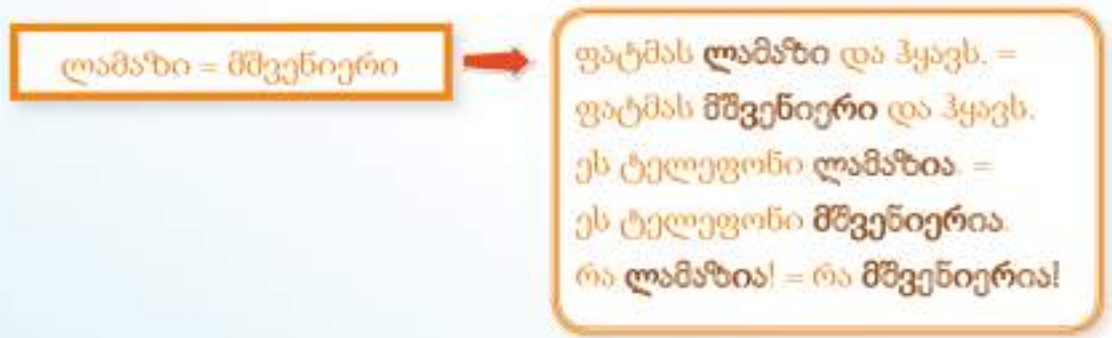 ლამაზი = მშვენიერი
ფატმას ლამაზი და ჰყავს. =
ფატმას მშვენიერი და ჰყავს.
ეს ტელეფონი ლამაზია. =
ეს ტელეფონი მშვენიერია.
რა ლამაზია! = რა მშვენიერია!